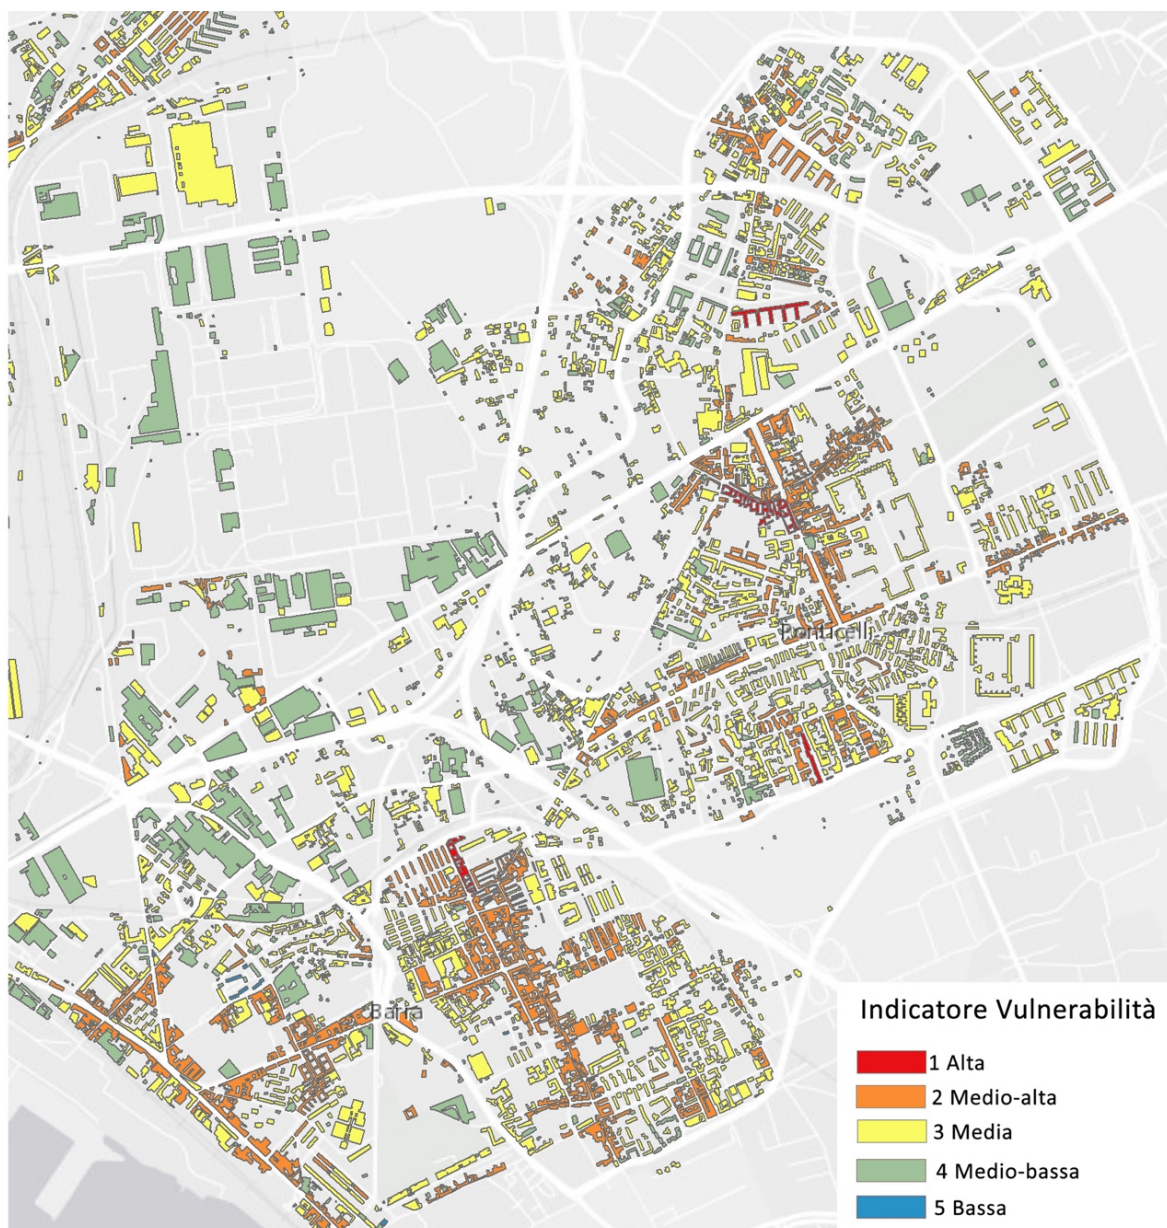 Ponticelli
Barra
Indicatore Vulnerabilità
1 Alta
2 Medio-alta
3 Media
4 Medio-bassa
5 Bassa